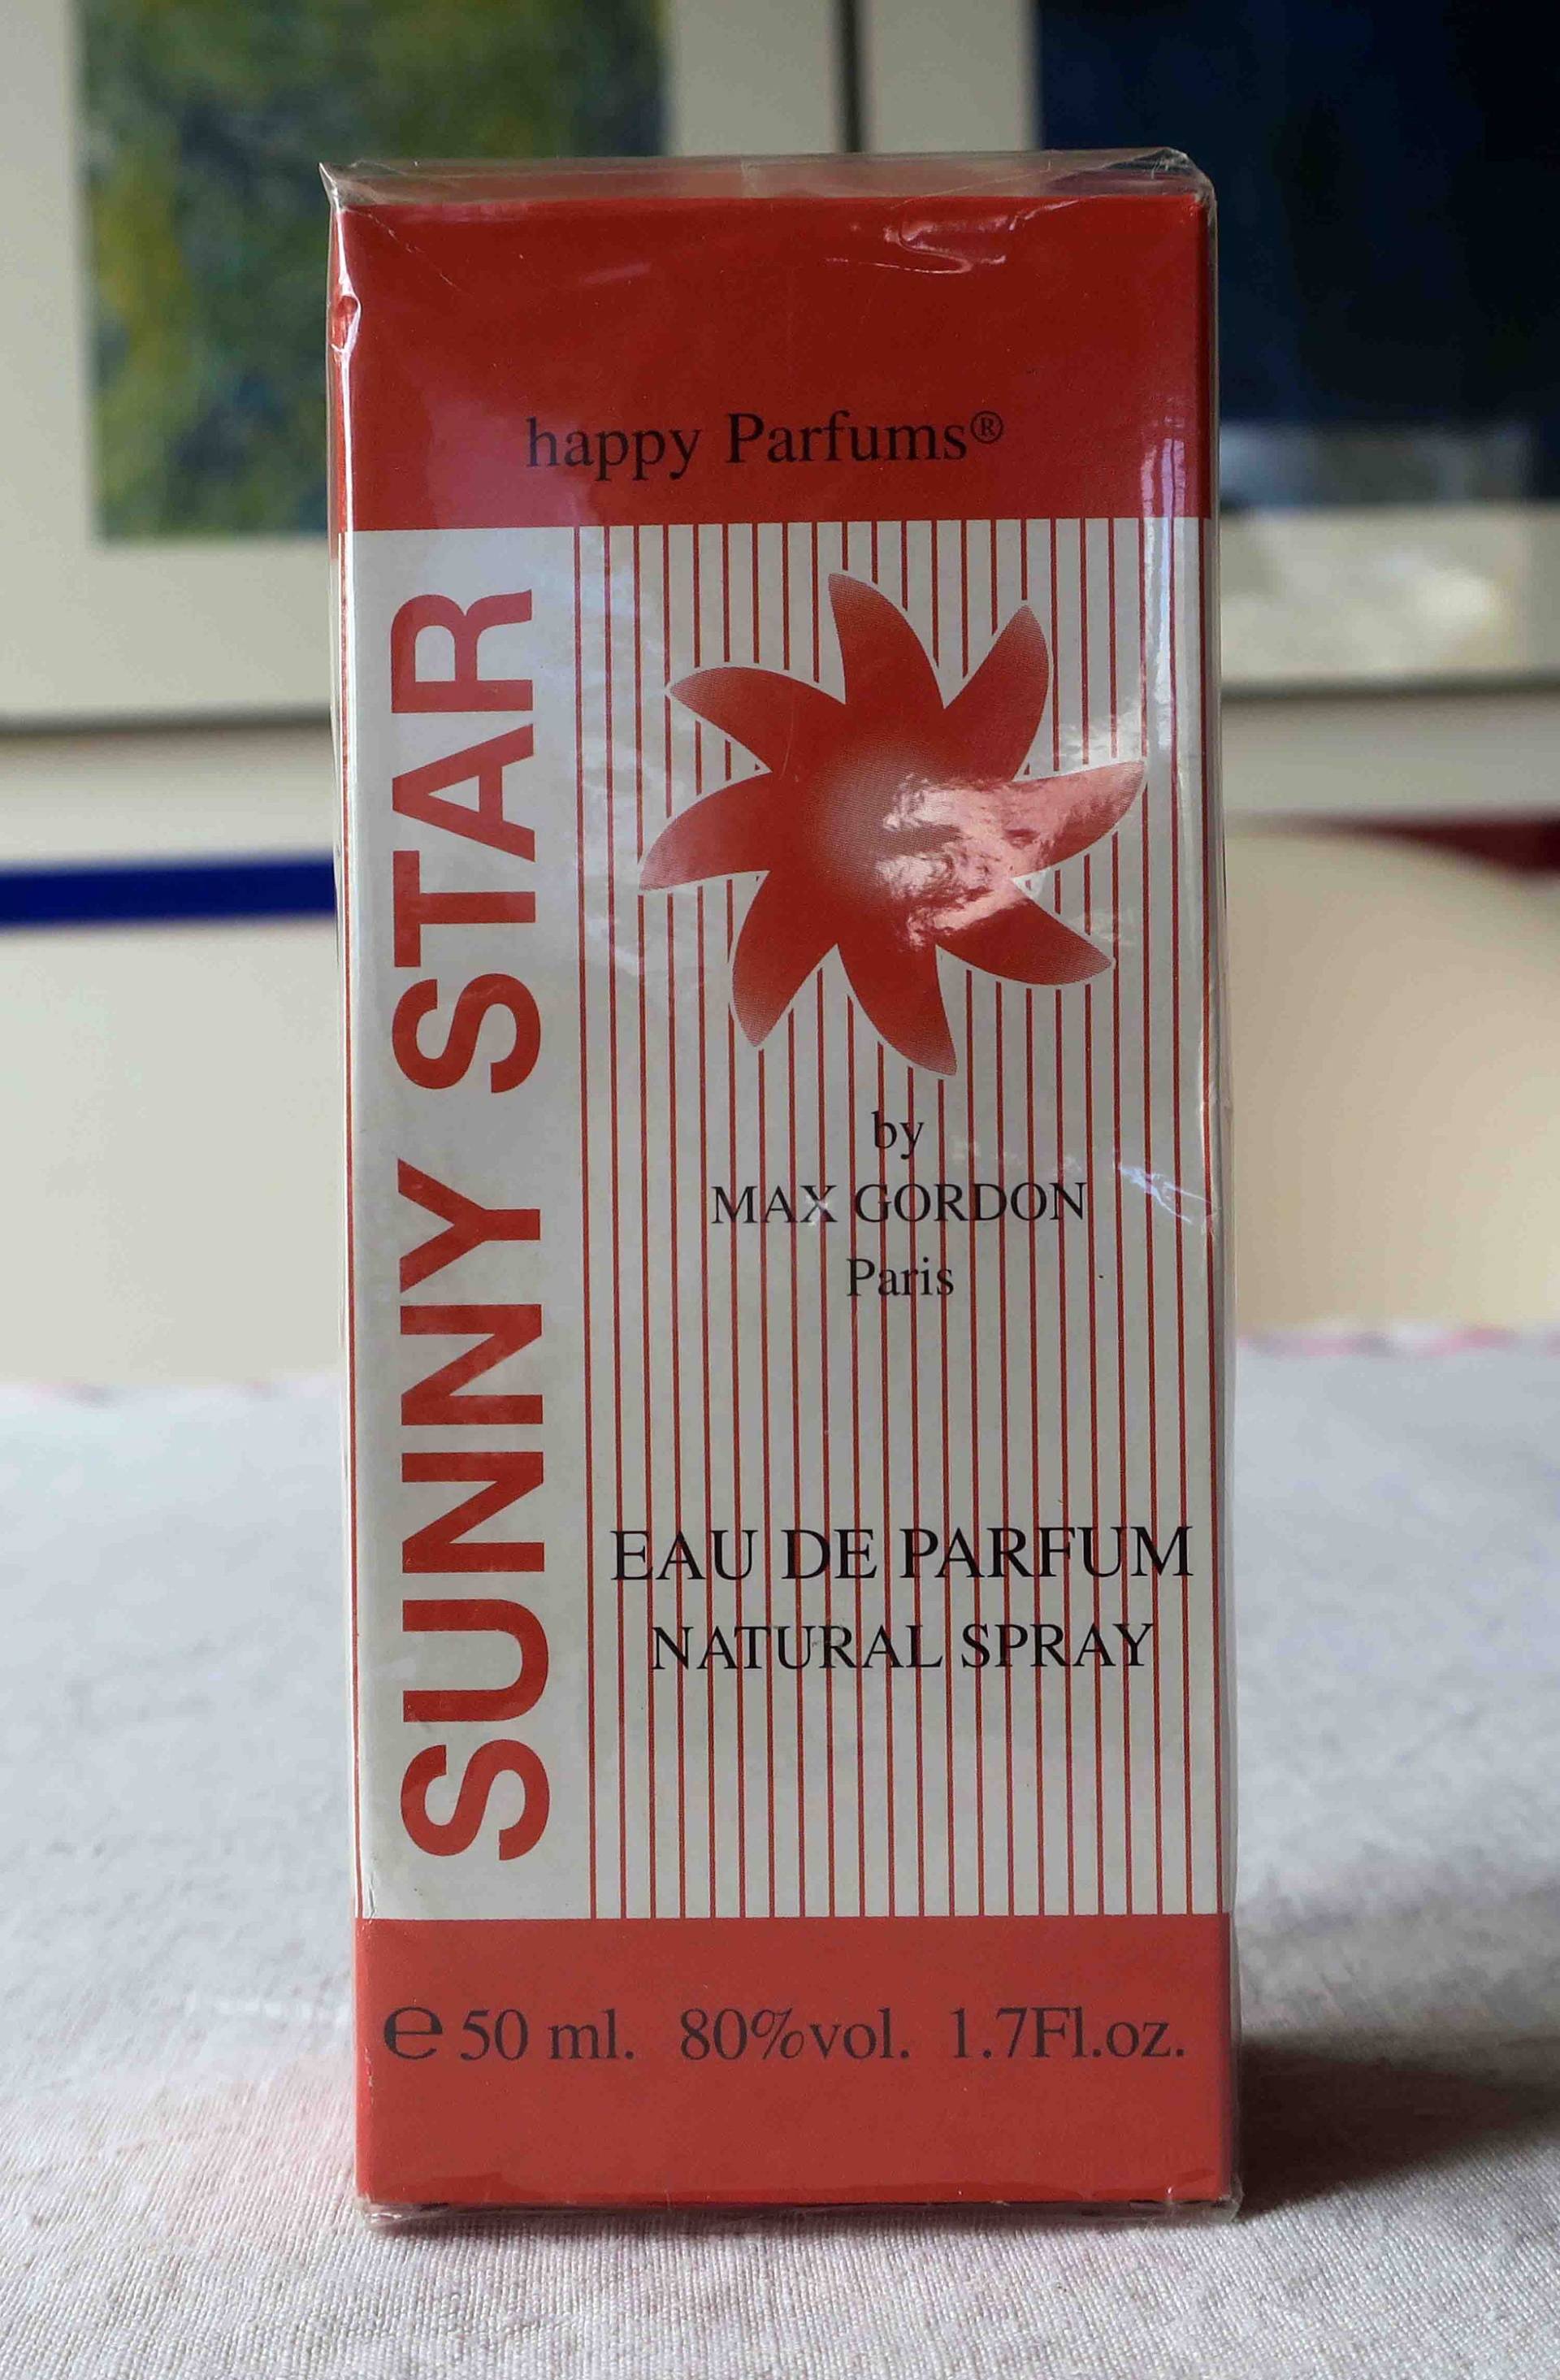 happy Parfums®
SUNNY STAR
by
MAX GORDON
Paris
EAU DE PARFUM
NATURAL SPRAY
℮ 50 ml. 80%vol. 1.7Fl.oz.